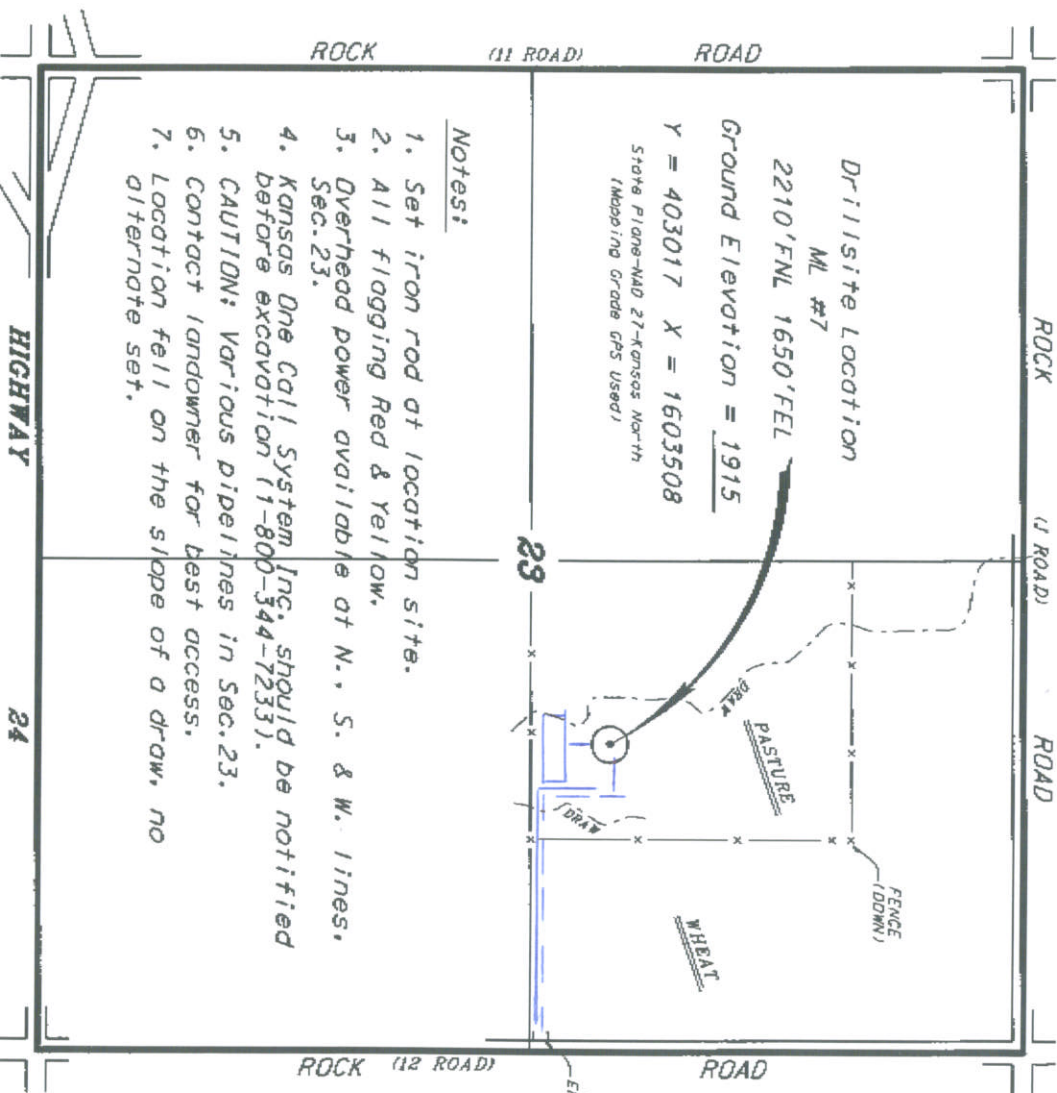 ROCK (J ROAD) ROAD
ROCK (11 ROAD) ROAD
Drillsite Location
ML #7
2210'FNL 1650'FEL
Ground Elevation = 1915
Y = 403017 X = 1603508
State Plane-NAD 27-Kansas North
(Mapping Grade GPS Used)
FENCE
(DOWN)
PASTURE
WHEAT
DRAW
DRAW
23
Notes:
1. Set iron rod at location site.
2. All flagging Red & Yellow.
3. Overhead power available at N., S. & W. lines.
Sec.23.
4. Kansas One Call System Inc. should be notified
before excavation (1-800-344-7233).
5. CAUTION: Various pipelines in Sec.23.
6. Contact landowner for best access.
7. Location fell on the slope of a draw, no
alternate set.
ROCK (12 ROAD) ROAD
HIGHWAY 24